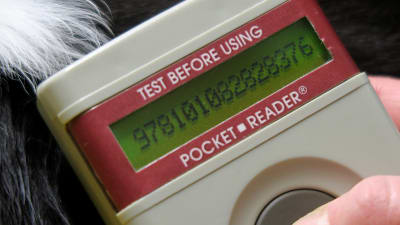 TEST BEFORE USING
978101082828376
POCKET■READER®